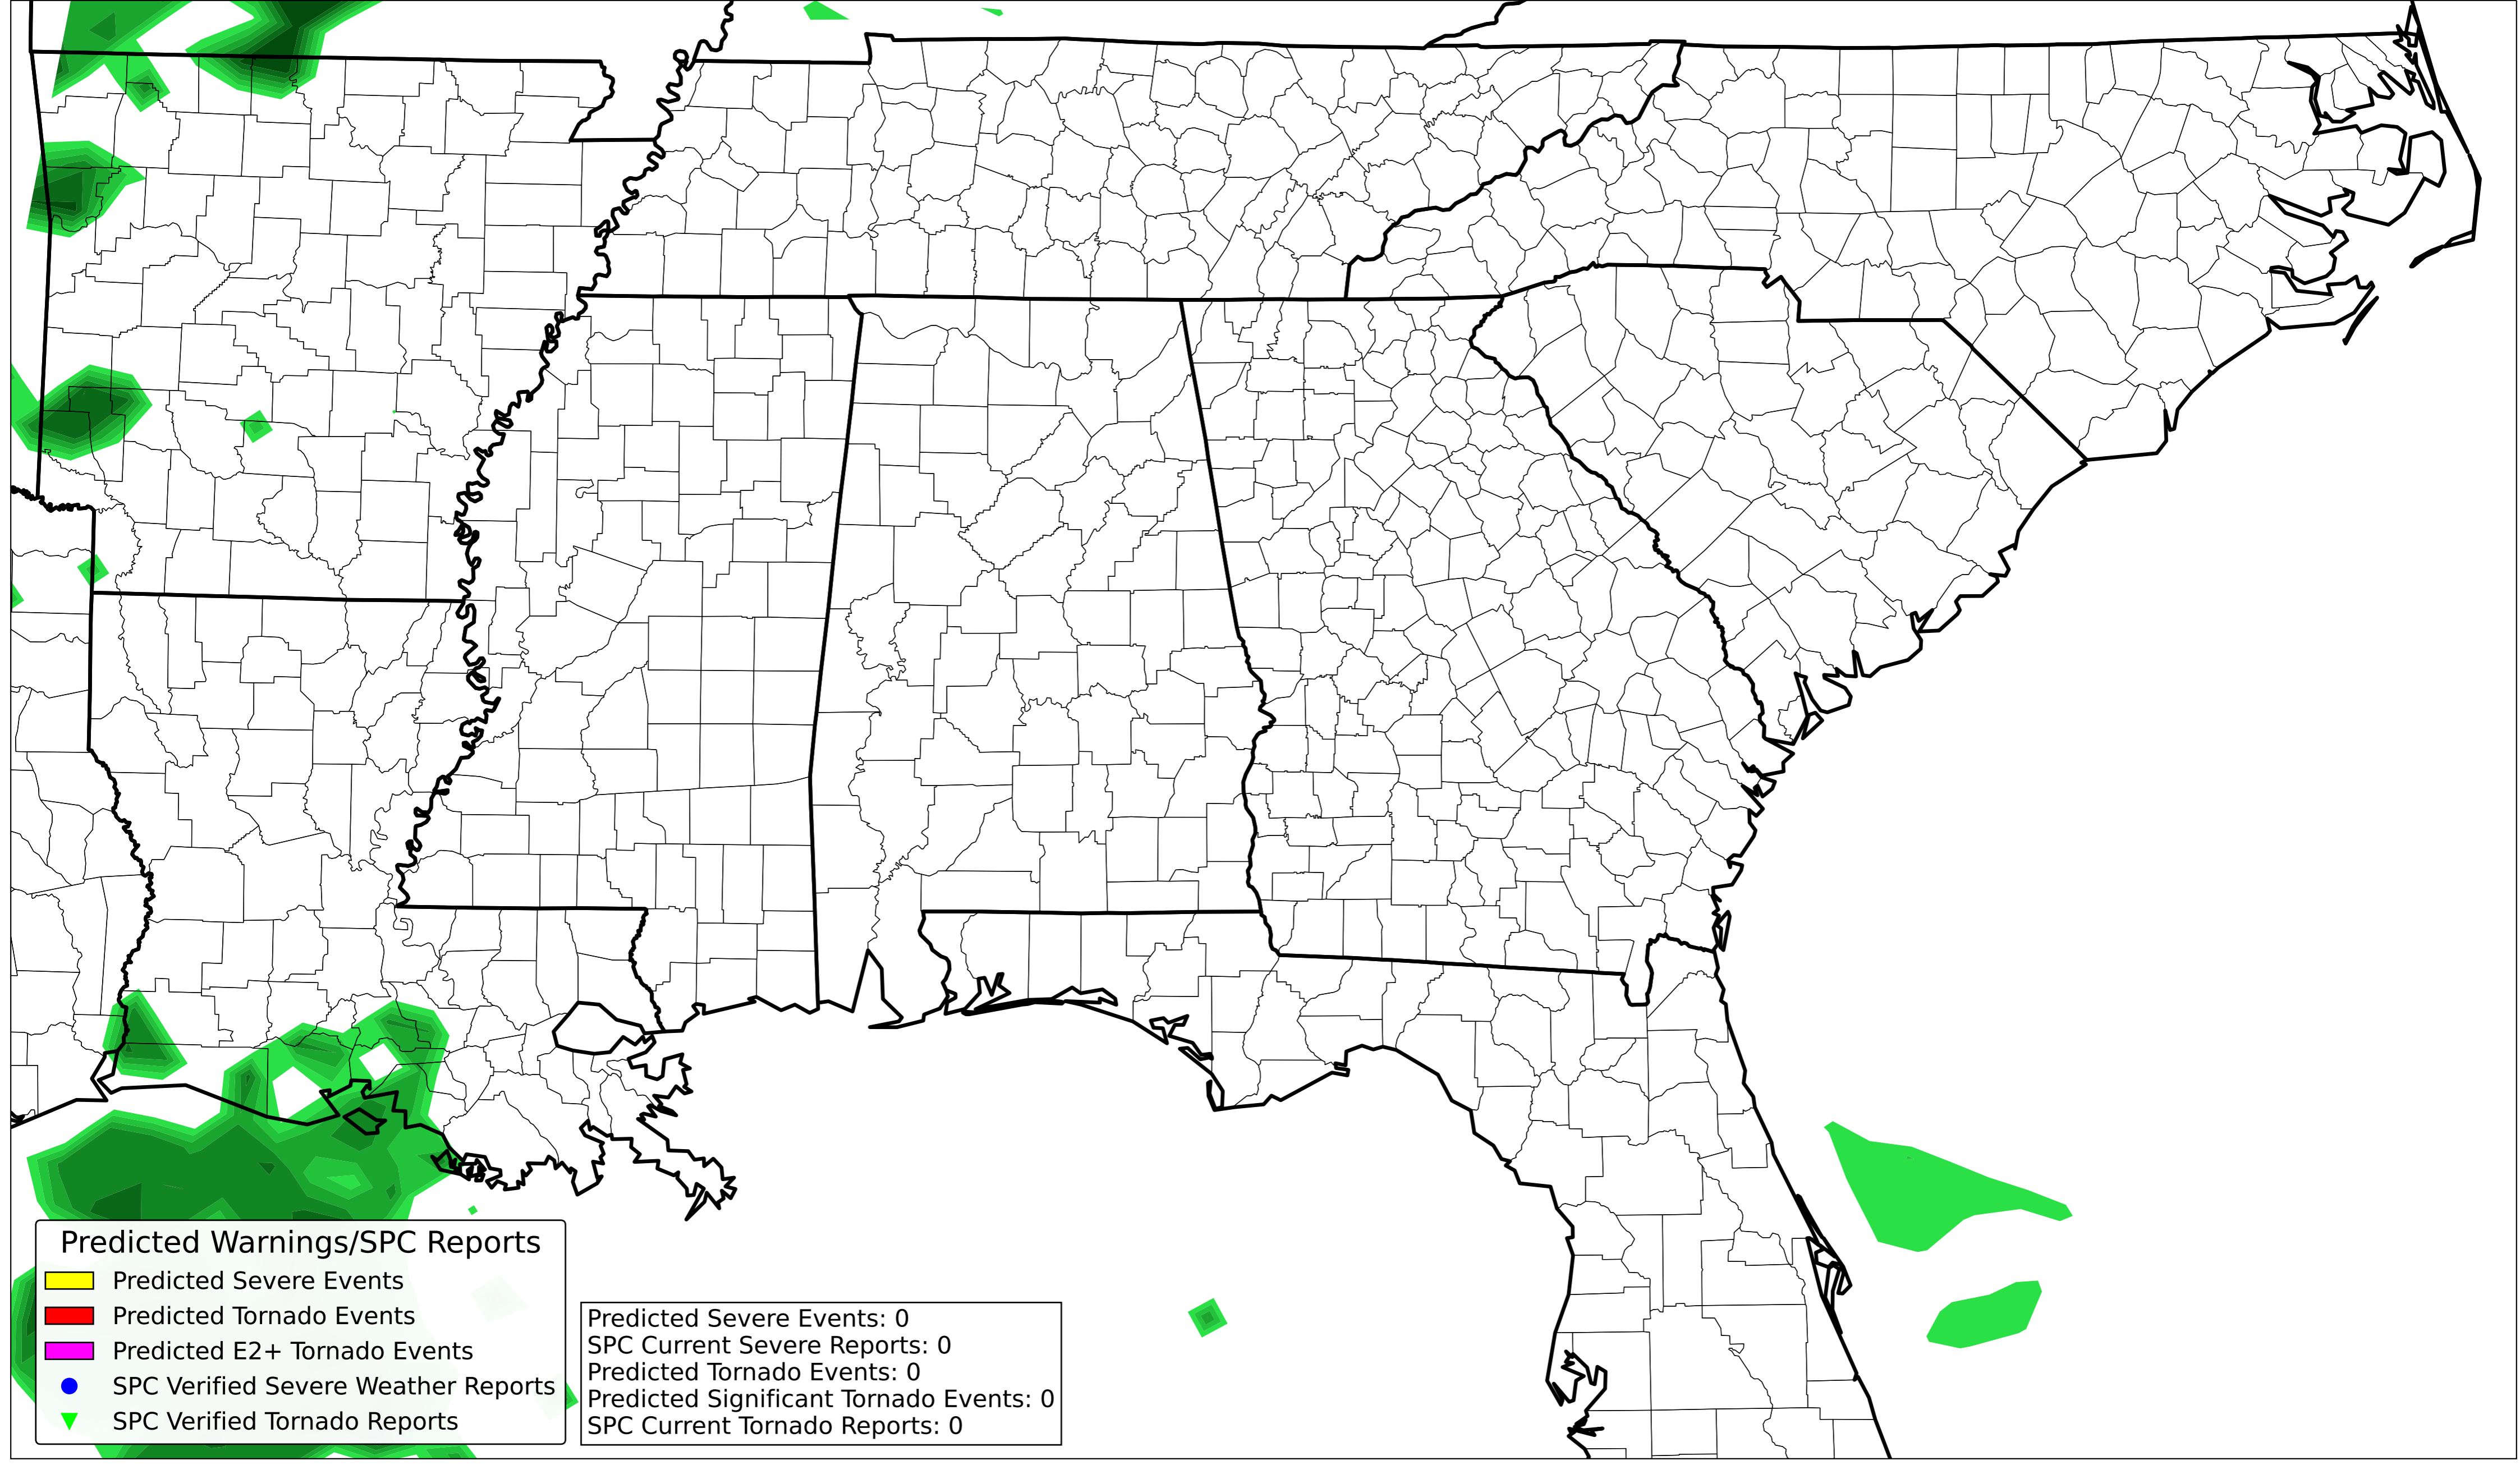 Predicted Warnings/SPC Reports
Predicted Severe Events
Predicted Tornado Events
Predicted E2+ Tornado Events
SPC Verified Severe Weather Reports
SPC Verified Tornado Reports
Predicted Severe Events: 0
SPC Current Severe Reports: 0
Predicted Tornado Events: 0
Predicted Significant Tornado Events: 0
SPC Current Tornado Reports: 0